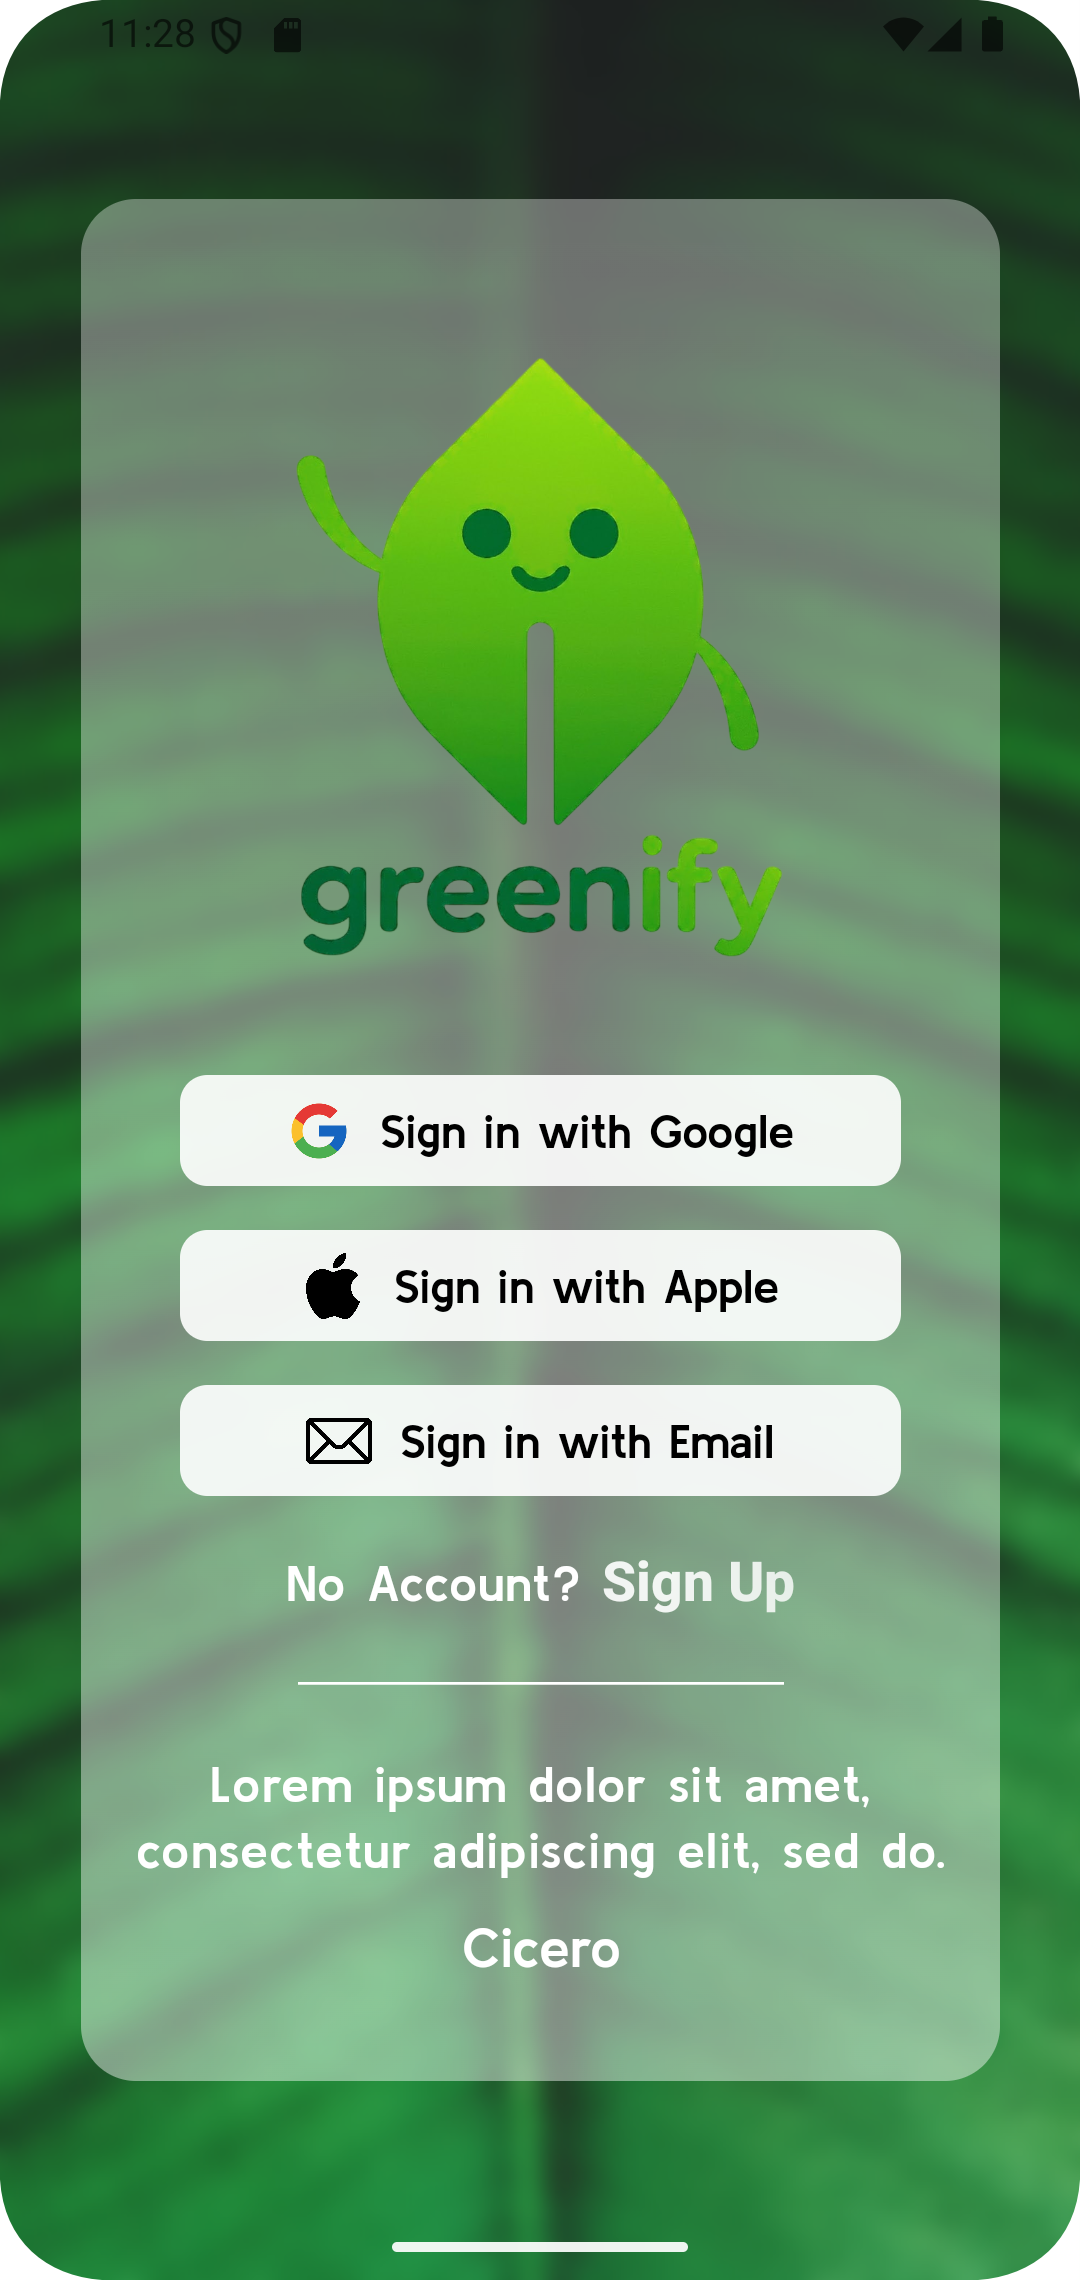 11:28
greenify
Sign in with Google
Sign in with Apple
Sign in with Email
No Account? Sign Up
Lorem ipsum dolor sit amet,
consectetur adipiscing elit, sed do.
Cicero